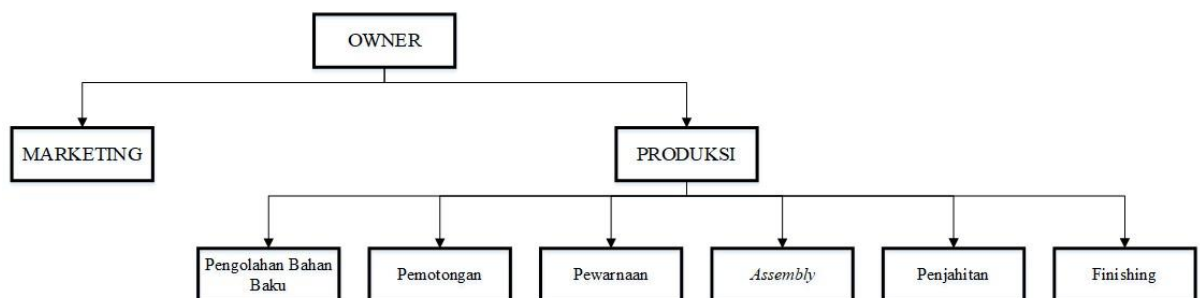 OWNER
MARKETING
PRODUKSI
Pengolahan Bahan
Baku
Pemotongan
Pewarnaan
Assembly
Penjahitan
Finishing